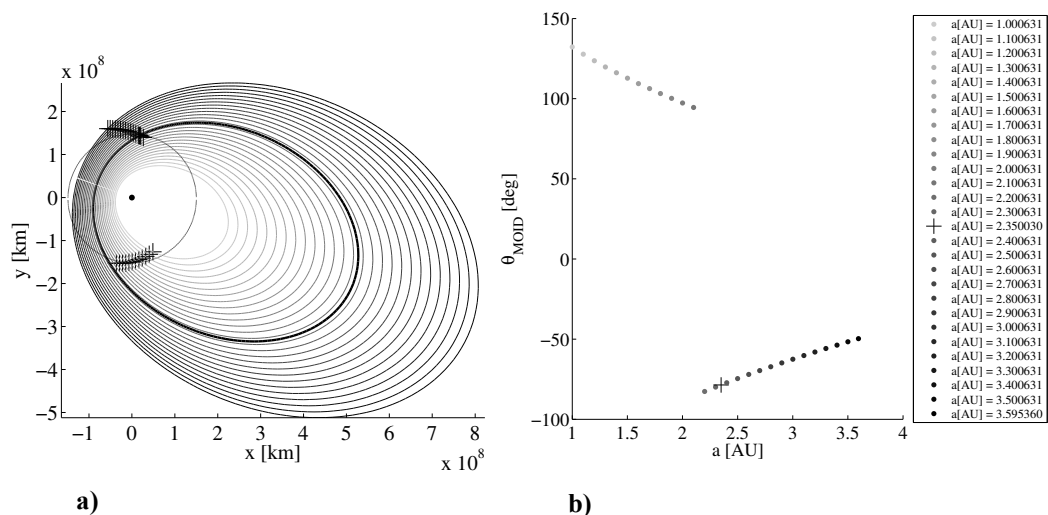 x 10⁸
2
1
0
−1
−2
−3
−4
−5
y [km]
−1 0 1 2 3 4 5 6 7 8
x [km]
x 10⁸
a)
150
100
50
0
−50
−100
θMOID [deg]
1 1.5 2 2.5 3 3.5 4
a [AU]
b)
a[AU] = 1.000631
a[AU] = 1.100631
a[AU] = 1.200631
a[AU] = 1.300631
a[AU] = 1.400631
a[AU] = 1.500631
a[AU] = 1.600631
a[AU] = 1.700631
a[AU] = 1.800631
a[AU] = 1.900631
a[AU] = 2.000631
a[AU] = 2.100631
a[AU] = 2.200631
a[AU] = 2.300631
a[AU] = 2.350030
a[AU] = 2.400631
a[AU] = 2.500631
a[AU] = 2.600631
a[AU] = 2.700631
a[AU] = 2.800631
a[AU] = 2.900631
a[AU] = 3.000631
a[AU] = 3.100631
a[AU] = 3.200631
a[AU] = 3.300631
a[AU] = 3.400631
a[AU] = 3.500631
a[AU] = 3.595360